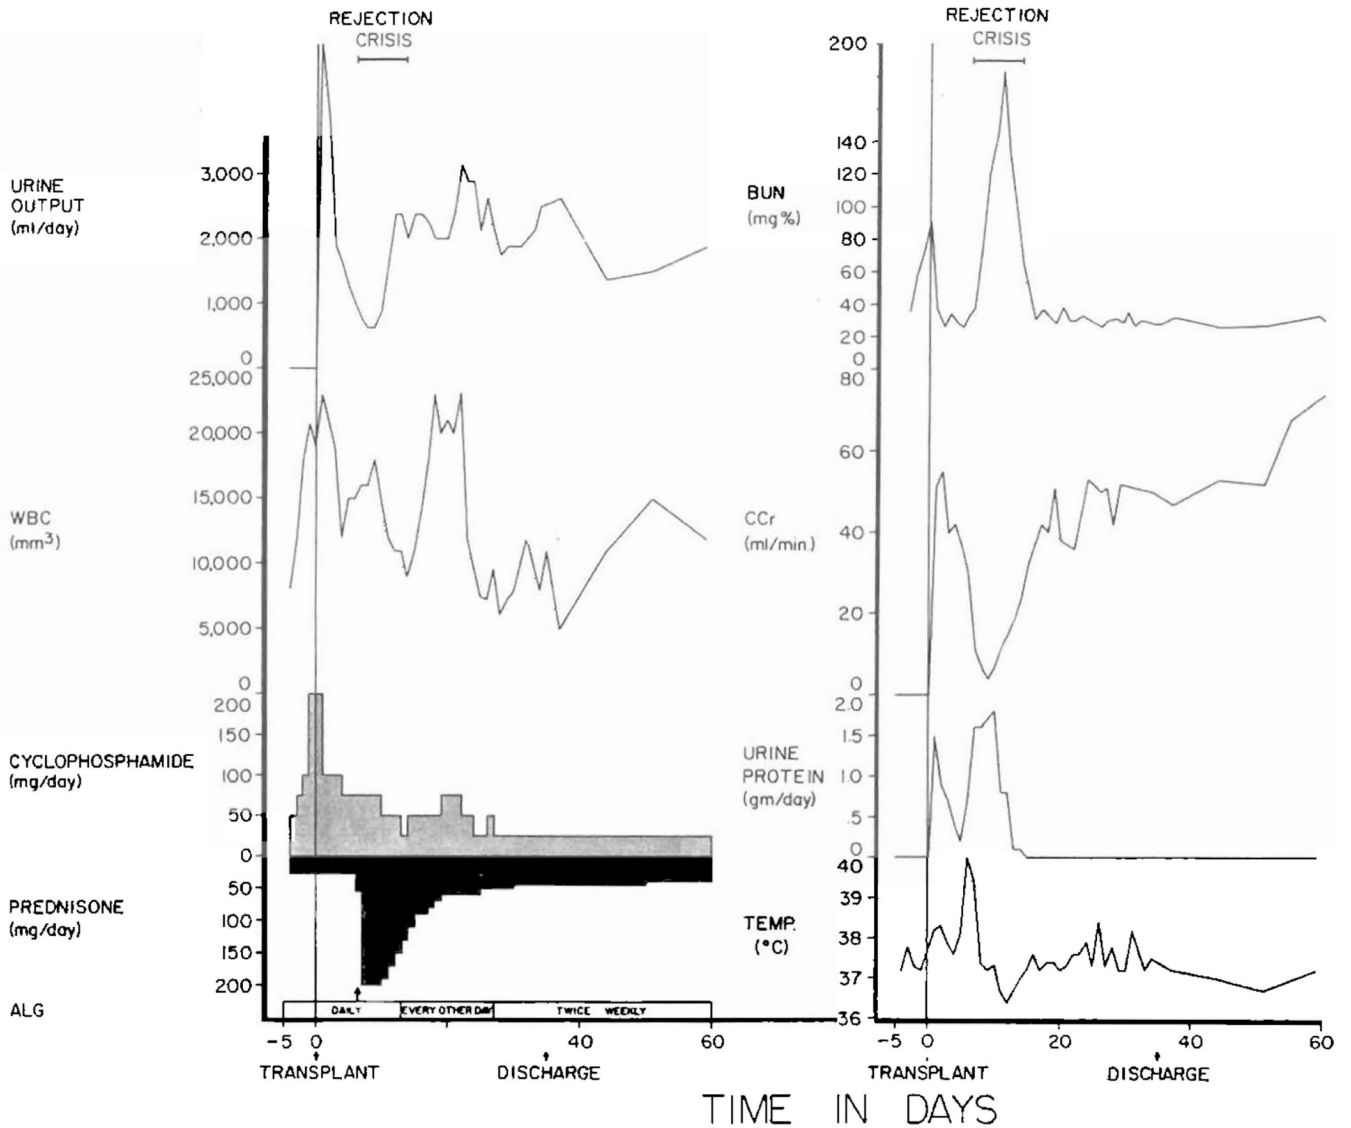 REJECTION
CRISIS
3,000
URINE
OUTPUT
(ml/day)
2,000
1,000
0
25,000
20,000
15,000
WBC
(mm3)
10,000
5,000
0
200
150
CYCLOPHOSPHAMIDE
(mg/day)
100
50
0
50
PREDNISONE
(mg/day)
100
150
200
ALG
DAILY
EVERY OTHER DAY
TWICE WEEKLY
-5 0 40 60
TRANSPLANT
DISCHARGE
REJECTION
CRISIS
200
140
120
BUN
(mg%)
100
80
60
40
20
0
80
60
CCr
(ml/min.)
40
20
0
2.0
1.5
URINE
PROTEIN
(gm/day)
1.0
.5
0
40
39
TEMP.
(°C)
38
37
36
-5 0 20 40 60
TRANSPLANT
DISCHARGE
TIME IN DAYS